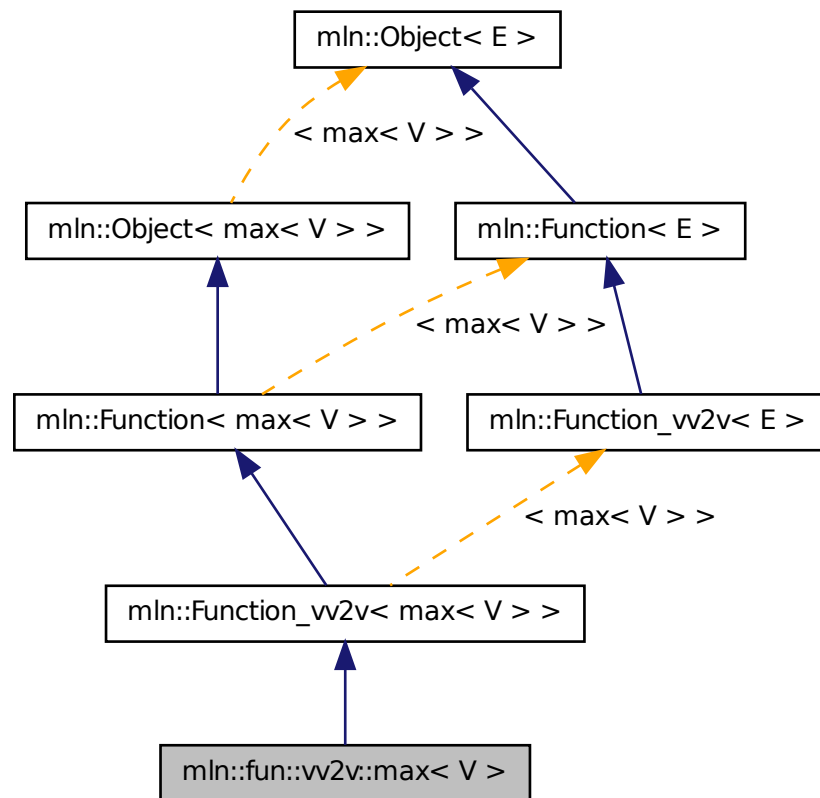 mln::Object< E >
< max< V > >
mln::Object< max< V > >
mln::Function< E >
< max< V > >
mln::Function< max< V > >
mln::Function_vv2v< E >
< max< V > >
mln::Function_vv2v< max< V > >
mln::fun::vv2v::max< V >